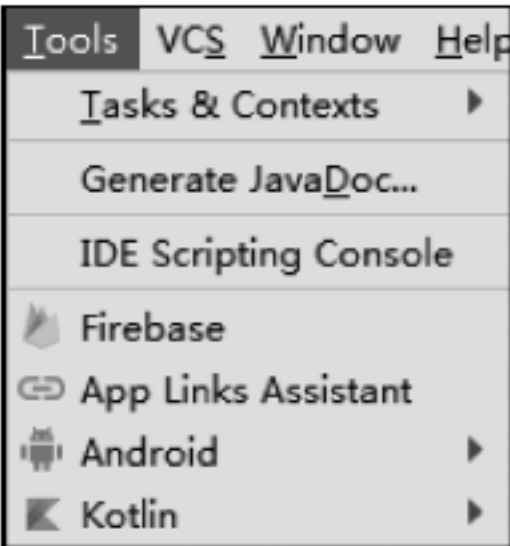 Tools VCS Window Help
Tasks & Contexts
Generate JavaDoc...
IDE Scripting Console
Firebase
App Links Assistant
Android
Kotlin